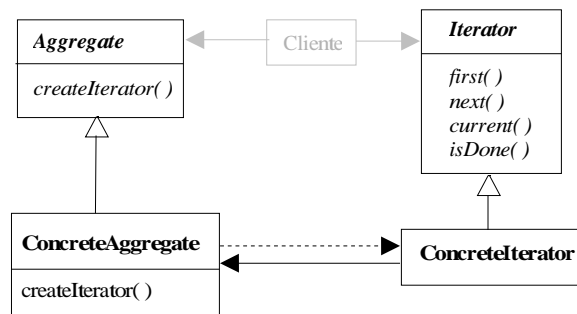 Aggregate
createIterator( )
Cliente
Iterator
first( )
next( )
current( )
isDone( )
ConcreteAggregate
createIterator( )
ConcreteIterator